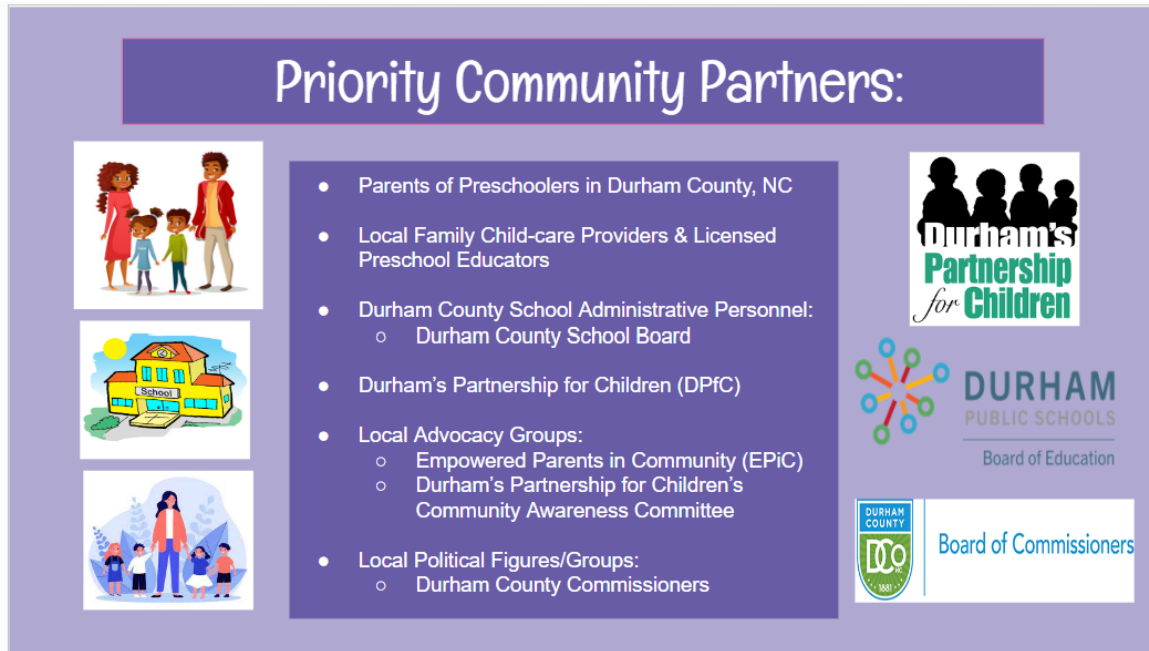 Priority Community Partners:
● Parents of Preschoolers in Durham County, NC
● Local Family Child-care Providers & Licensed
Preschool Educators
● Durham County School Administrative Personnel:
○ Durham County School Board
● Durham's Partnership for Children (DPfC)
● Local Advocacy Groups:
○ Empowered Parents in Community (EPiC)
○ Durham's Partnership for Children's
Community Awareness Committee
● Local Political Figures/Groups:
○ Durham County Commissioners
School
Durham's
Partnership
for Children
DURHAM
PUBLIC SCHOOLS
Board of Education
DURHAM
COUNTY
DCO
NC
1881
Board of Commissioners